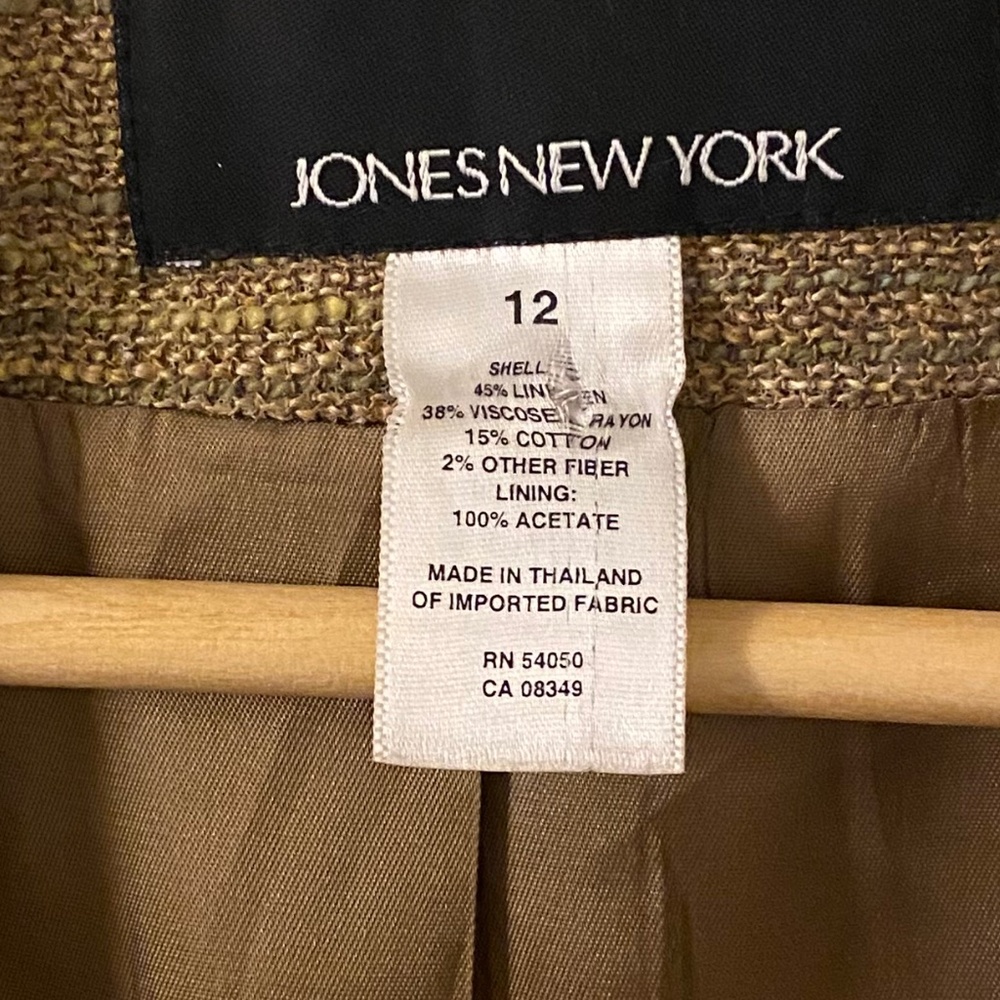 JONES NEW YORK
12
SHELL
45% LINEN
38% VISCOSE RAYON
15% COTTON
2% OTHER FIBER
LINING:
100% ACETATE
MADE IN THAILAND
OF IMPORTED FABRIC
RN 54050
CA 08349